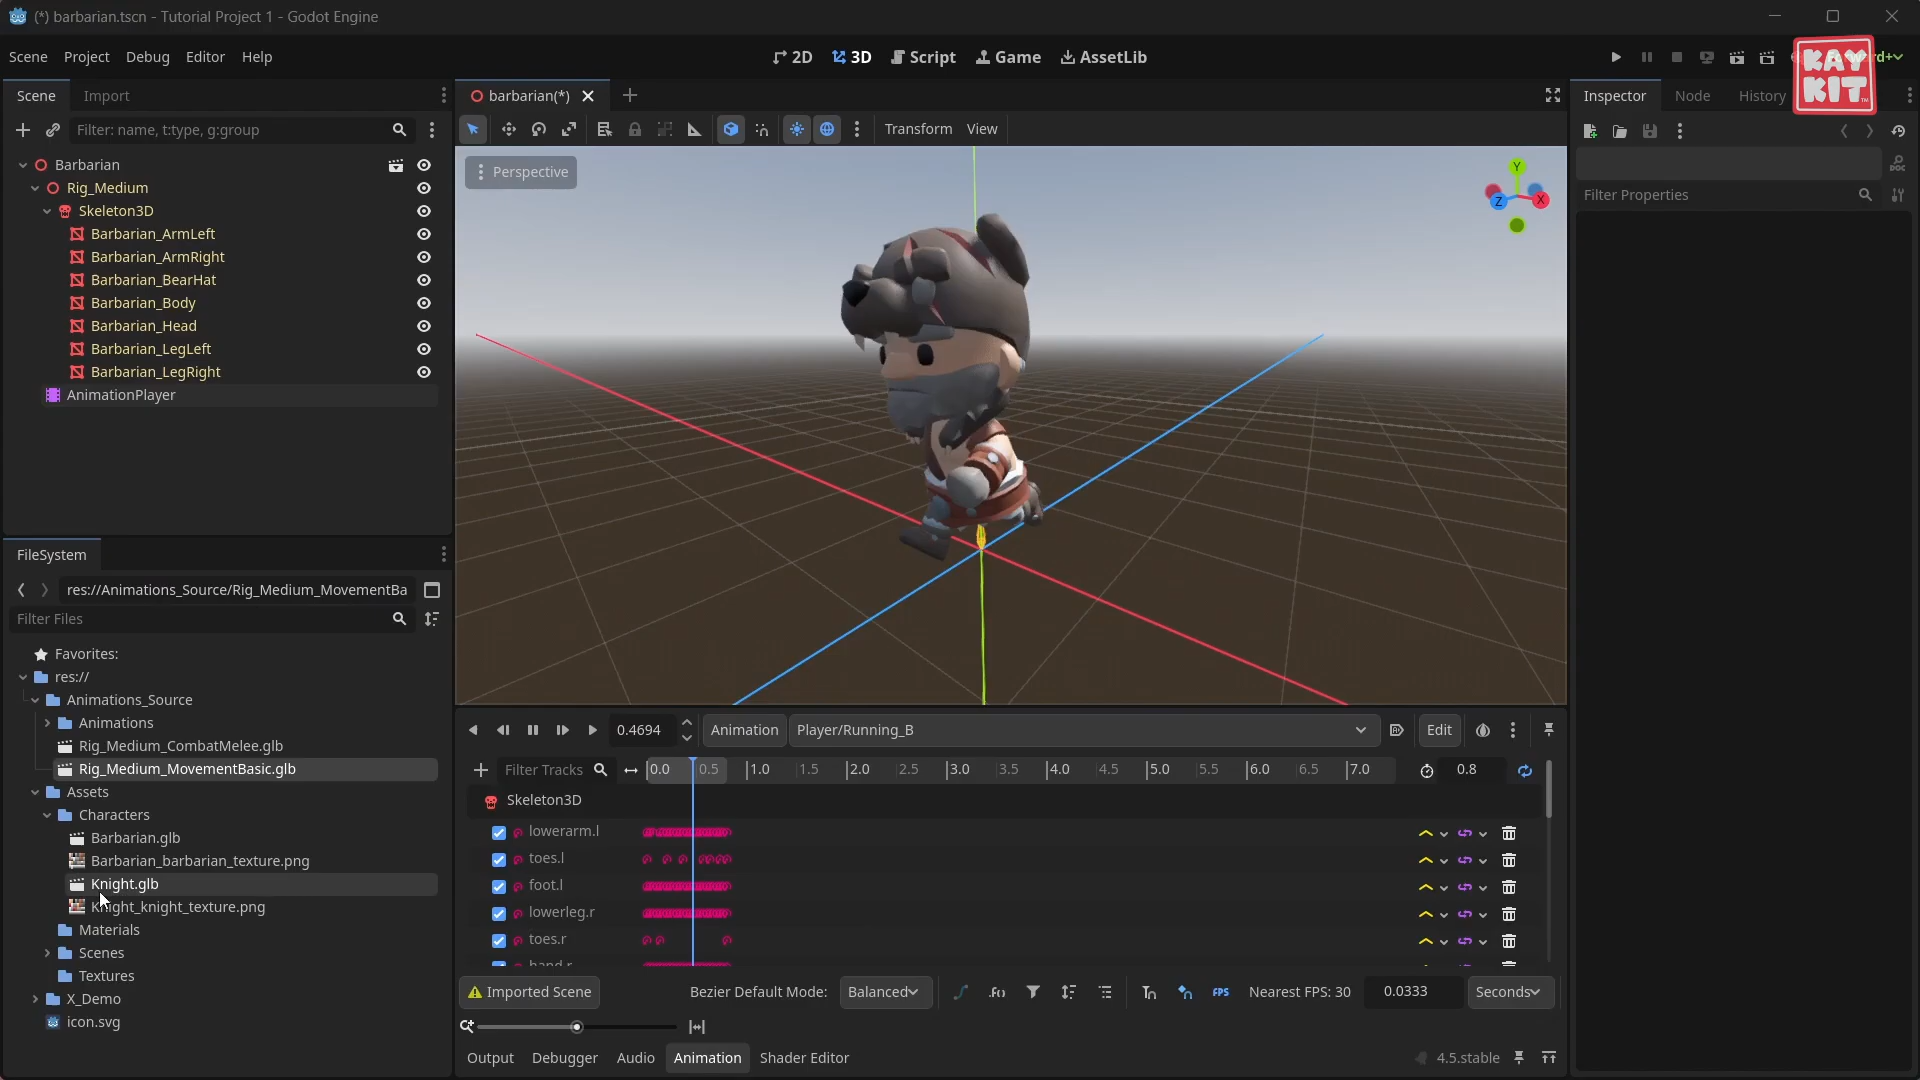 (*) barbarian.tscn - Tutorial Project 1 - Godot Engine
Scene Project Debug Editor Help
2D 3D Script Game AssetLib
KAY KIT
Scene Import
Filter: name, t:type, g:group
Barbarian
Rig_Medium
Skeleton3D
Barbarian_ArmLeft
Barbarian_ArmRight
Barbarian_BearHat
Barbarian_Body
Barbarian_Head
Barbarian_LegLeft
Barbarian_LegRight
AnimationPlayer
FileSystem
res://Animations_Source/Rig_Medium_MovementBa
Filter Files
Favorites:
res://
Animations_Source
Animations
Rig_Medium_CombatMelee.glb
Rig_Medium_MovementBasic.glb
Assets
Characters
Barbarian.glb
Barbarian_barbarian_texture.png
Knight.glb
Knight_knight_texture.png
Materials
Scenes
Textures
X_Demo
icon.svg
barbarian(*)
Transform View
Perspective
Y
Z X
0.4694 Animation Player/Running_B Edit
Filter Tracks 0.0 0.5 1.0 1.5 2.0 2.5 3.0 3.5 4.0 4.5 5.0 5.5 6.0 6.5 7.0 0.8
Skeleton3D
lowerarm.l
toes.l
foot.l
lowerleg.r
toes.r
hand.r
Imported Scene Bezier Default Mode: Balanced FPS Nearest FPS: 30 0.0333 Seconds
Output Debugger Audio Animation Shader Editor 4.5.stable
Inspector Node History
Filter Properties